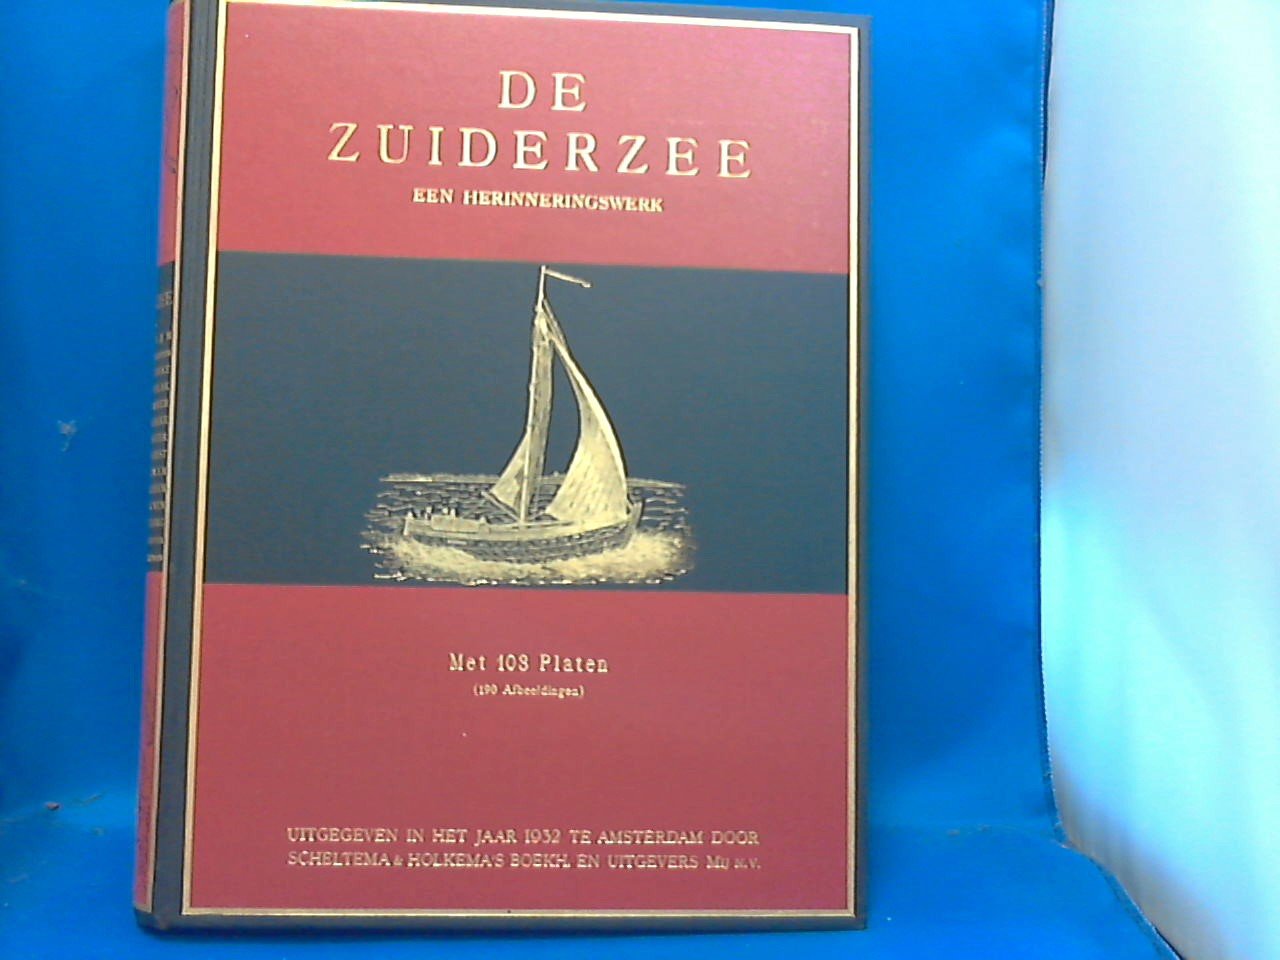 DE
ZUIDERZEE
EEN HERINNERINGSWERK
Met 108 Platen
(190 Afbeeldingen)
UITGEGEVEN IN HET JAAR 1932 TE AMSTERDAM DOOR
SCHELTEMA & HOLKEMA'S BOEKH. EN UITGEVERS Mij N.V.